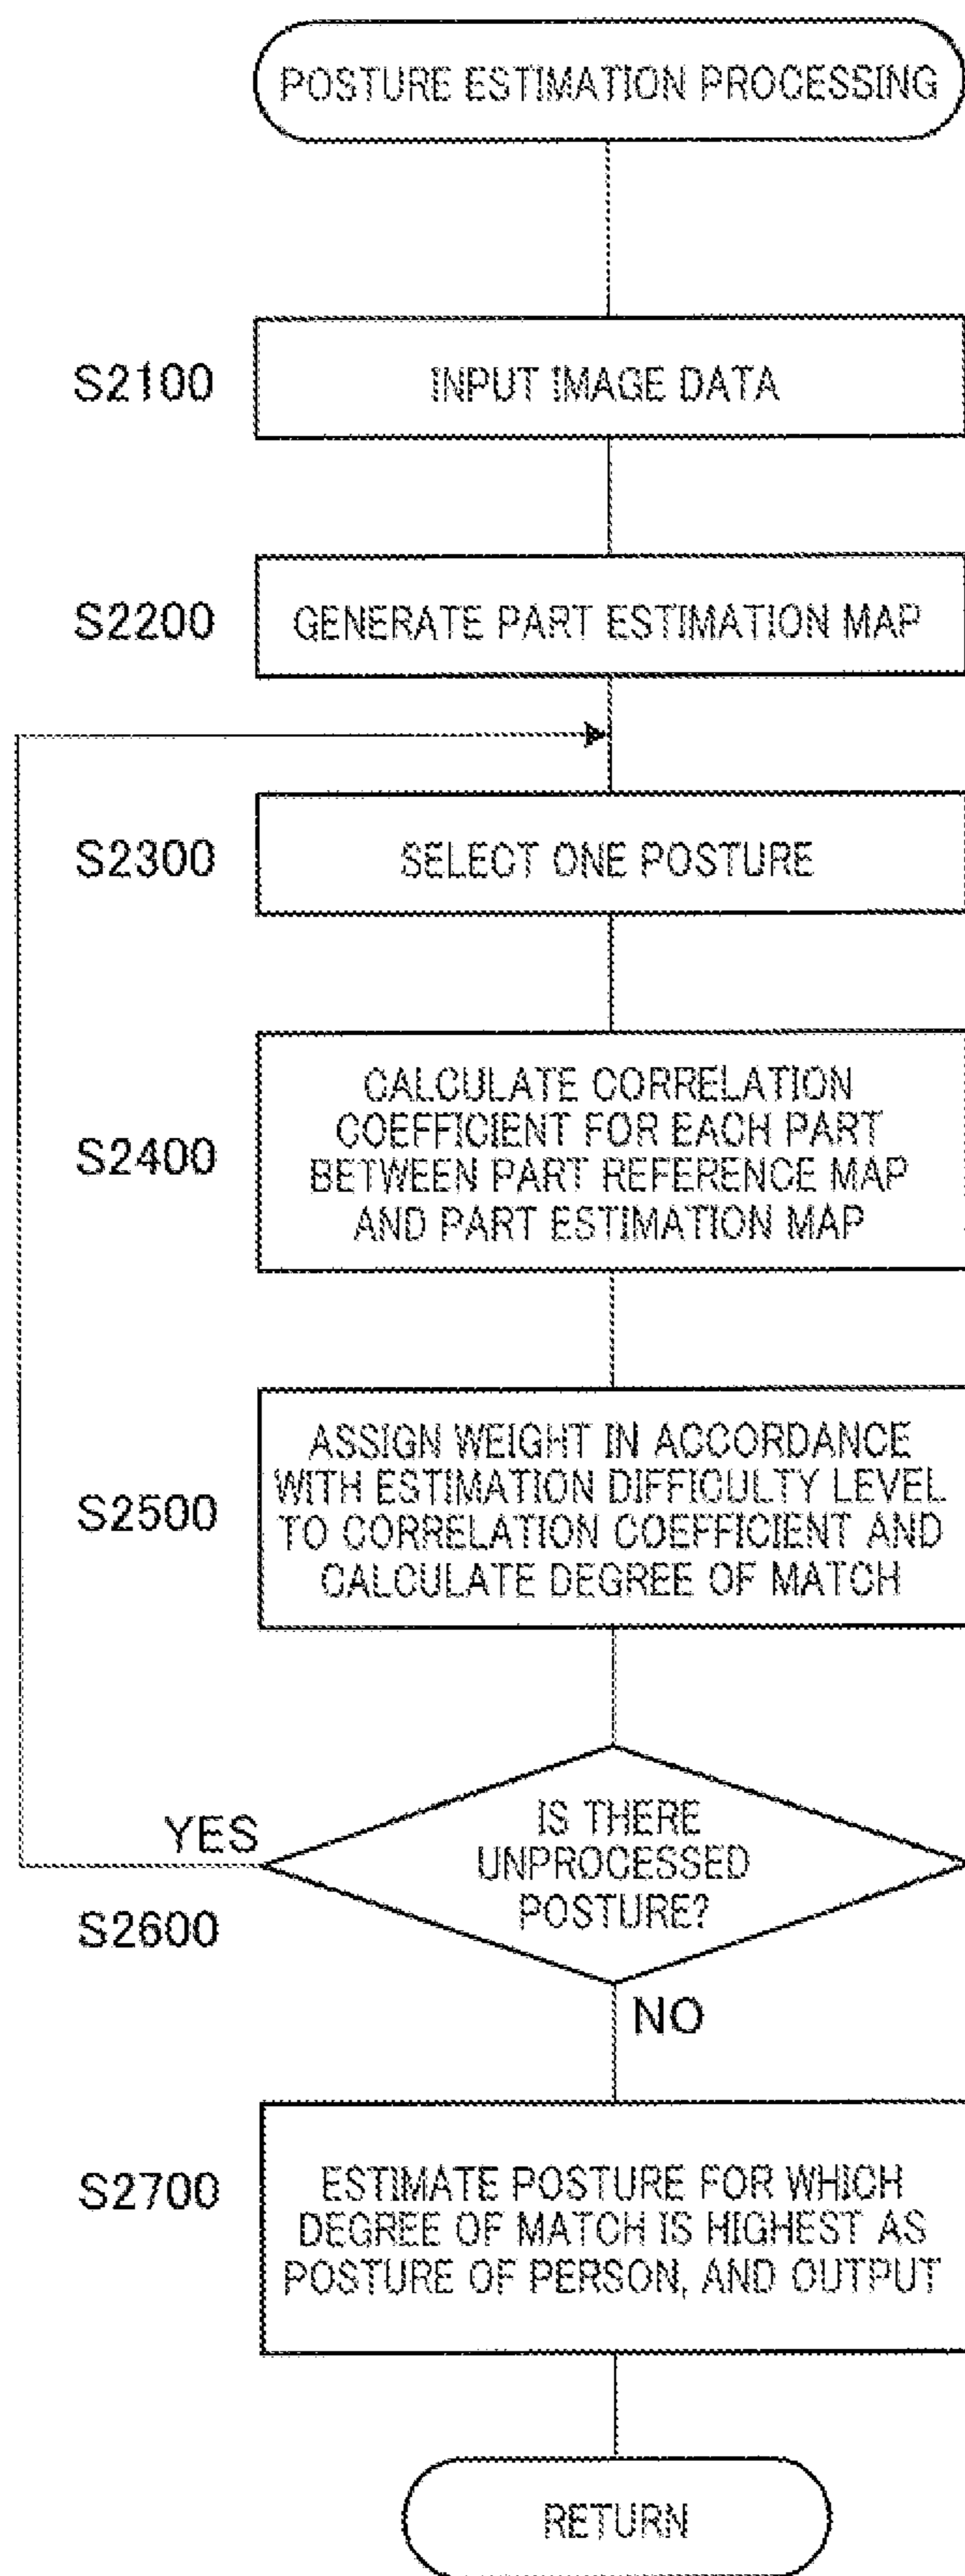 POSTURE ESTIMATION PROCESSING
S2100
INPUT IMAGE DATA
S2200
GENERATE PART ESTIMATION MAP
S2300
SELECT ONE POSTURE
S2400
CALCULATE CORRELATION
COEFFICIENT FOR EACH PART
BETWEEN PART REFERENCE MAP
AND PART ESTIMATION MAP
S2500
ASSIGN WEIGHT IN ACCORDANCE
WITH ESTIMATION DIFFICULTY LEVEL
TO CORRELATION COEFFICIENT AND
CALCULATE DEGREE OF MATCH
YES
S2600
IS THERE
UNPROCESSED
POSTURE?
NO
S2700
ESTIMATE POSTURE FOR WHICH
DEGREE OF MATCH IS HIGHEST AS
POSTURE OF PERSON, AND OUTPUT
RETURN